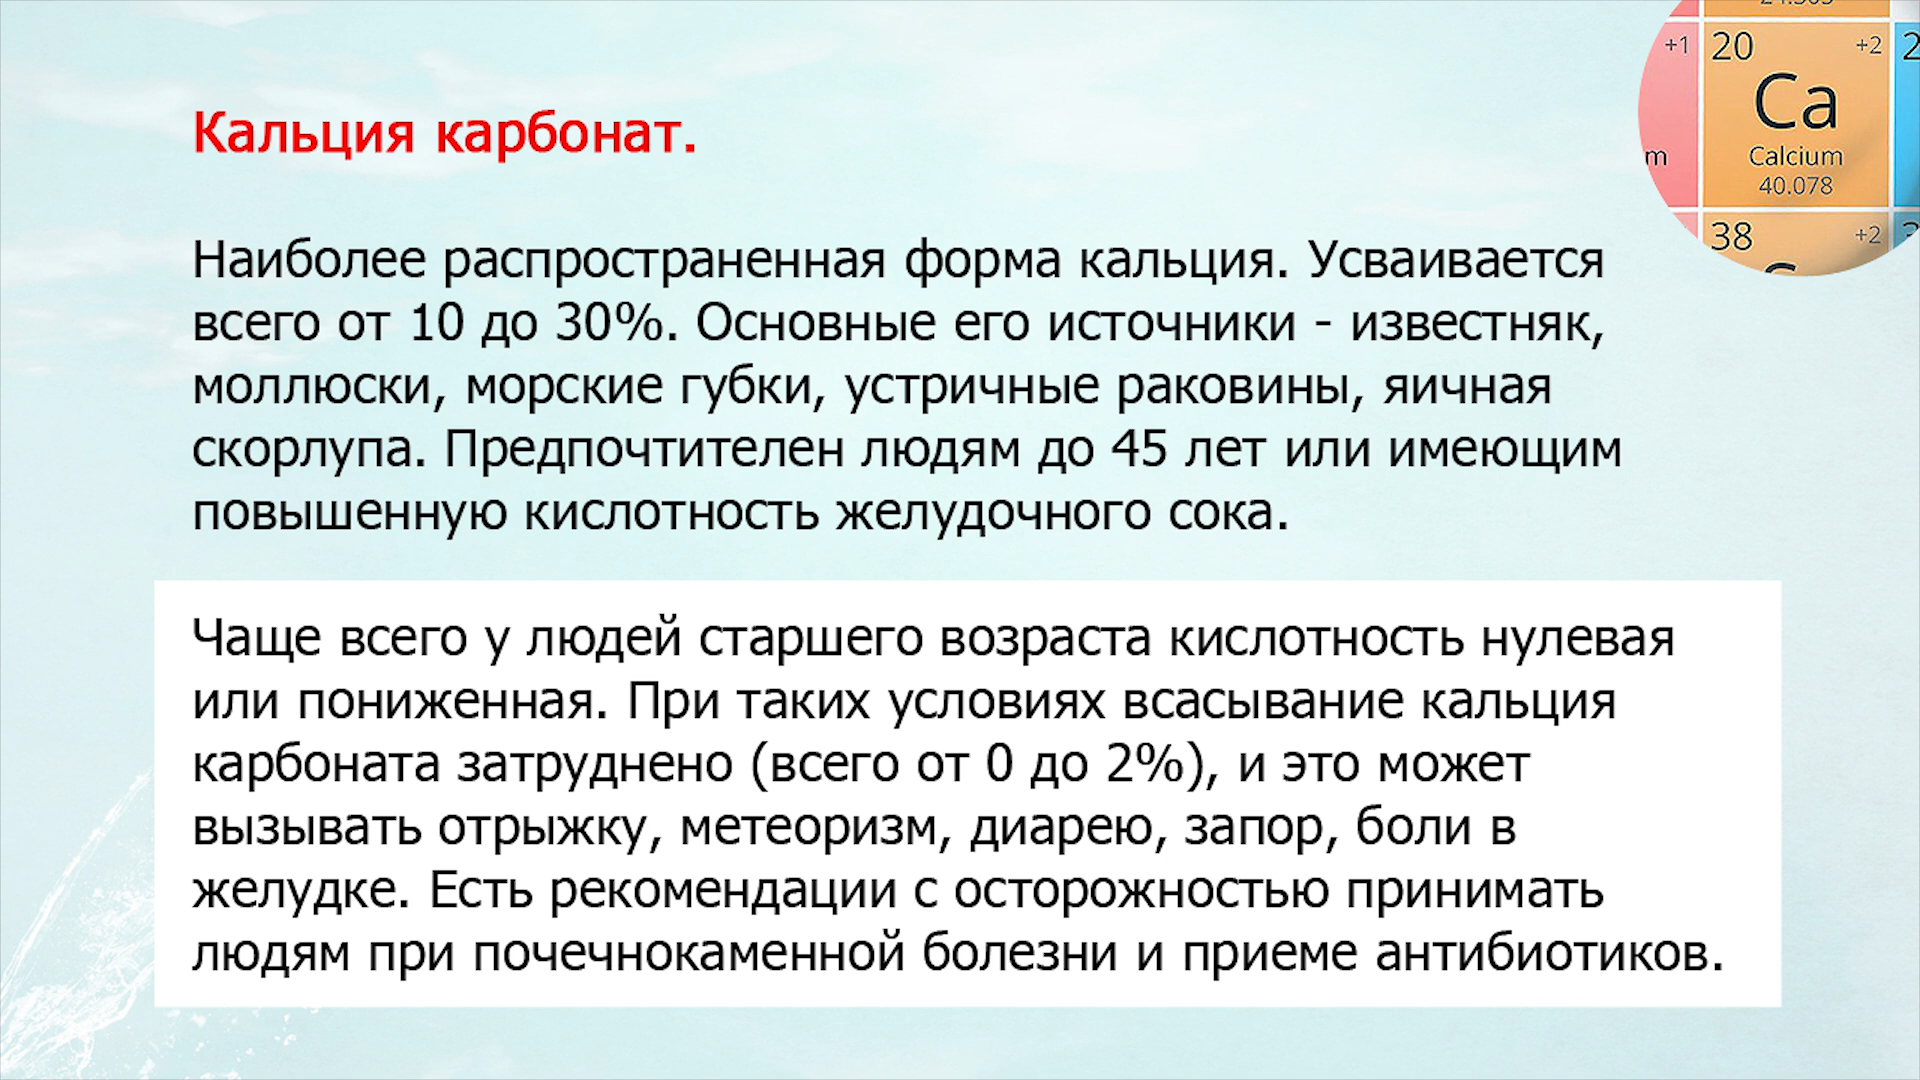 Кальция карбонат.
Наиболее распространенная форма кальция. Усваивается
всего от 10 до 30%. Основные его источники - известняк,
моллюски, морские губки, устричные раковины, яичная
скорлупа. Предпочтителен людям до 45 лет или имеющим
повышенную кислотность желудочного сока.
Чаще всего у людей старшего возраста кислотность нулевая
или пониженная. При таких условиях всасывание кальция
карбоната затруднено (всего от 0 до 2%), и это может
вызывать отрыжку, метеоризм, диарею, запор, боли в
желудке. Есть рекомендации с осторожностью принимать
людям при почечнокаменной болезни и приеме антибиотиков.
+1 20 +2 2
Ca
m Calcium
40.078
38 +2